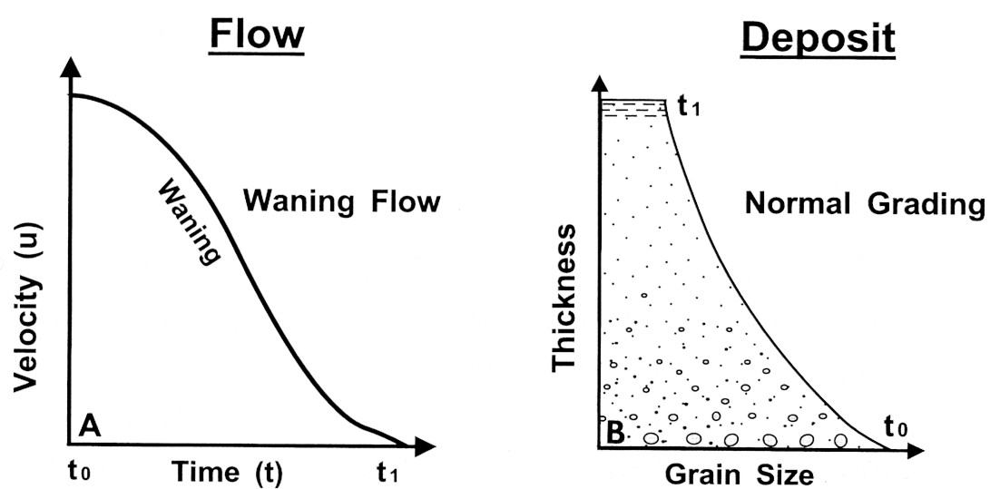 Flow
Velocity (u)
Waning
Waning Flow
A
t₀
Time (t)
t₁
Deposit
Thickness
t₁
Normal Grading
B
t₀
Grain Size